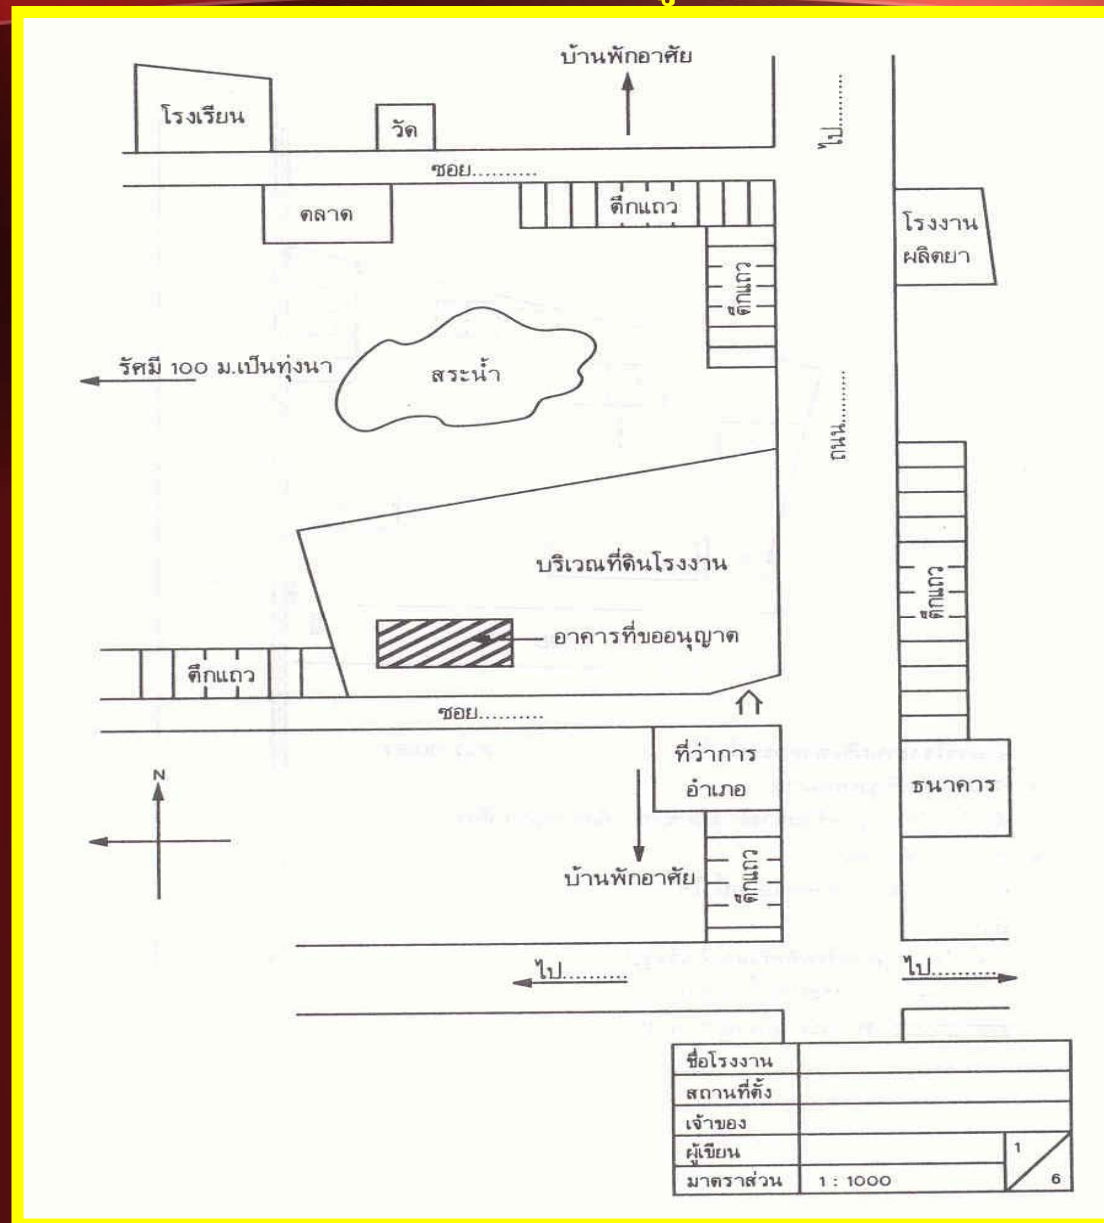 บ้านพักอาศัย
โรงเรียน
วัด
ไป..........
ซอย..........
ตลาด
ตึกแถว
โรงงาน
ผลิตยา
ตึกแถว
รัศมี 100 ม.เป็นทุ่งนา
สระน้ำ
ถนน..........
บริเวณที่ดินโรงงาน
ตึกแถว
อาคารที่ขออนุญาต
ตึกแถว
ซอย..........
ที่ว่าการ
อำเภอ
ธนาคาร
N
บ้านพักอาศัย
ตึกแถว
ไป..........
ไป..........
ชื่อโรงงาน
สถานที่ตั้ง
เจ้าของ
ผู้เขียน
มาตราส่วน 1 : 1000
1
6